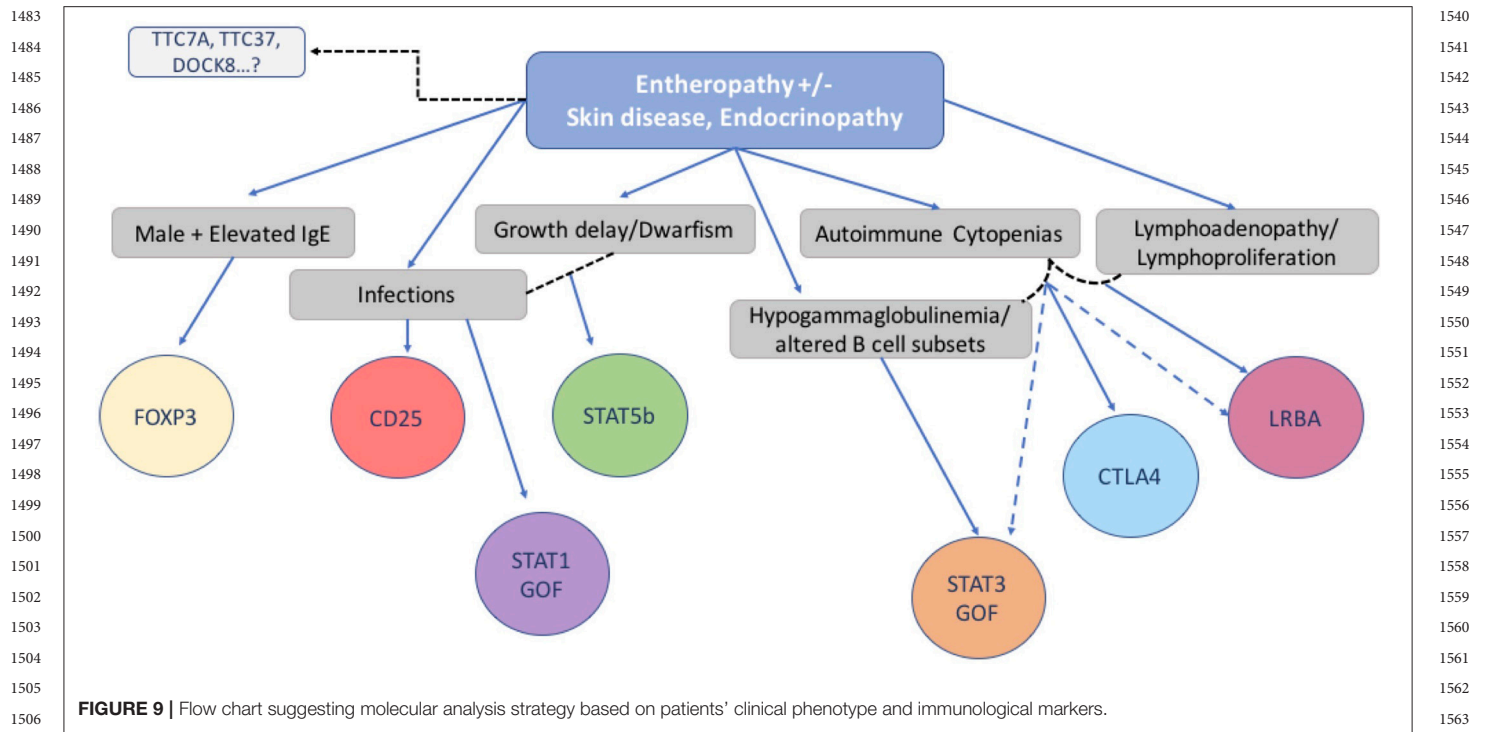 1483
1484
1485
1486
1487
1488
1489
1490
1491
1492
1493
1494
1495
1496
1497
1498
1499
1500
1501
1502
1503
1504
1505
1506
TTC7A, TTC37,
DOCK8...?
Entheropathy +/-
Skin disease, Endocrinopathy
Male + Elevated IgE
Growth delay/Dwarfism
Autoimmune Cytopenias
Lymphoadenopathy/
Lymphoproliferation
Infections
Hypogammaglobulinemia/
altered B cell subsets
FOXP3
CD25
STAT5b
LRBA
CTLA4
STAT1
GOF
STAT3
GOF
FIGURE 9 | Flow chart suggesting molecular analysis strategy based on patients' clinical phenotype and immunological markers.
1540
1541
1542
1543
1544
1545
1546
1547
1548
1549
1550
1551
1552
1553
1554
1555
1556
1557
1558
1559
1560
1561
1562
1563